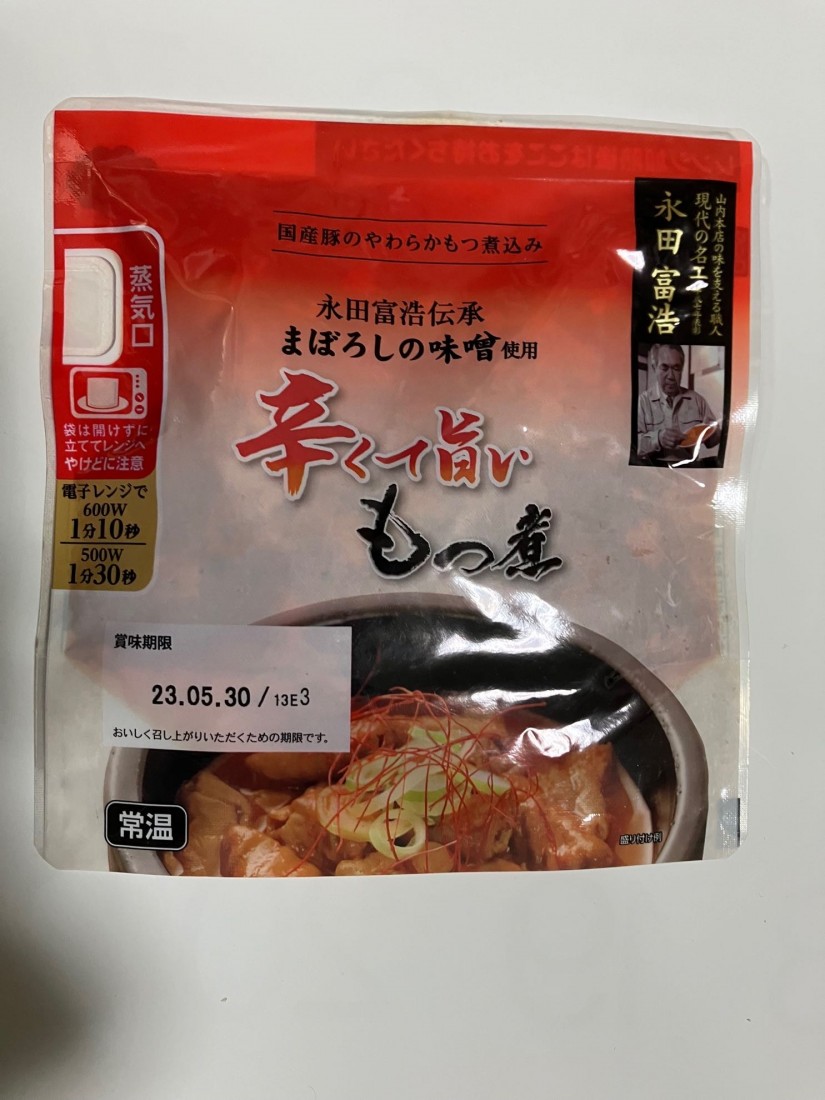 国産豚のやわらかもつ煮込み
永田富浩伝承
まぼろしの味噌使用
辛くて旨い
もつ煮
山内本店の味を支える職人
現代の名工
永田富浩
蒸気口
袋は開けずに
立ててレンジへ
やけどに注意
電子レンジで
600W
1分10秒
500W
1分30秒
賞味期限
23.05.30 / 13E3
おいしく召し上がりいただくための期限です。
常温
盛り付け例